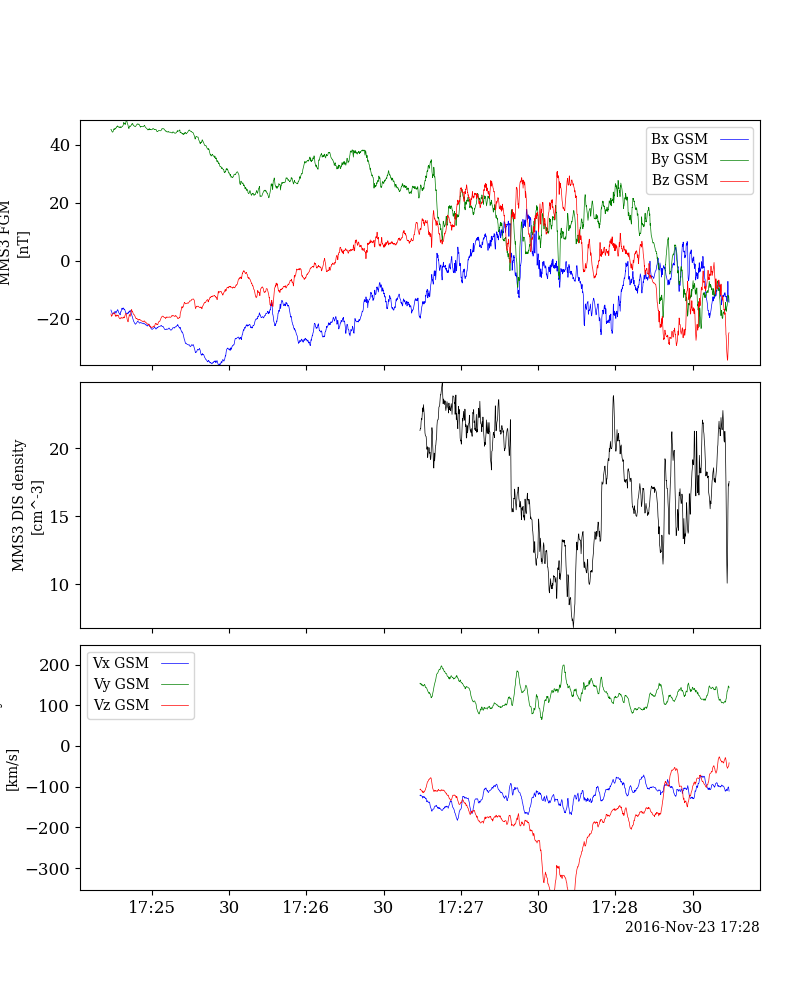 40
20
0
−20
MMS3 FGM
[nT]
Bx GSM
By GSM
Bz GSM
20
15
10
MMS3 DIS density
[cm^-3]
200
100
0
−100
−200
−300
[km/s]
Vx GSM
Vy GSM
Vz GSM
17:25 30 17:26 30 17:27 30 17:28 30
2016-Nov-23 17:28